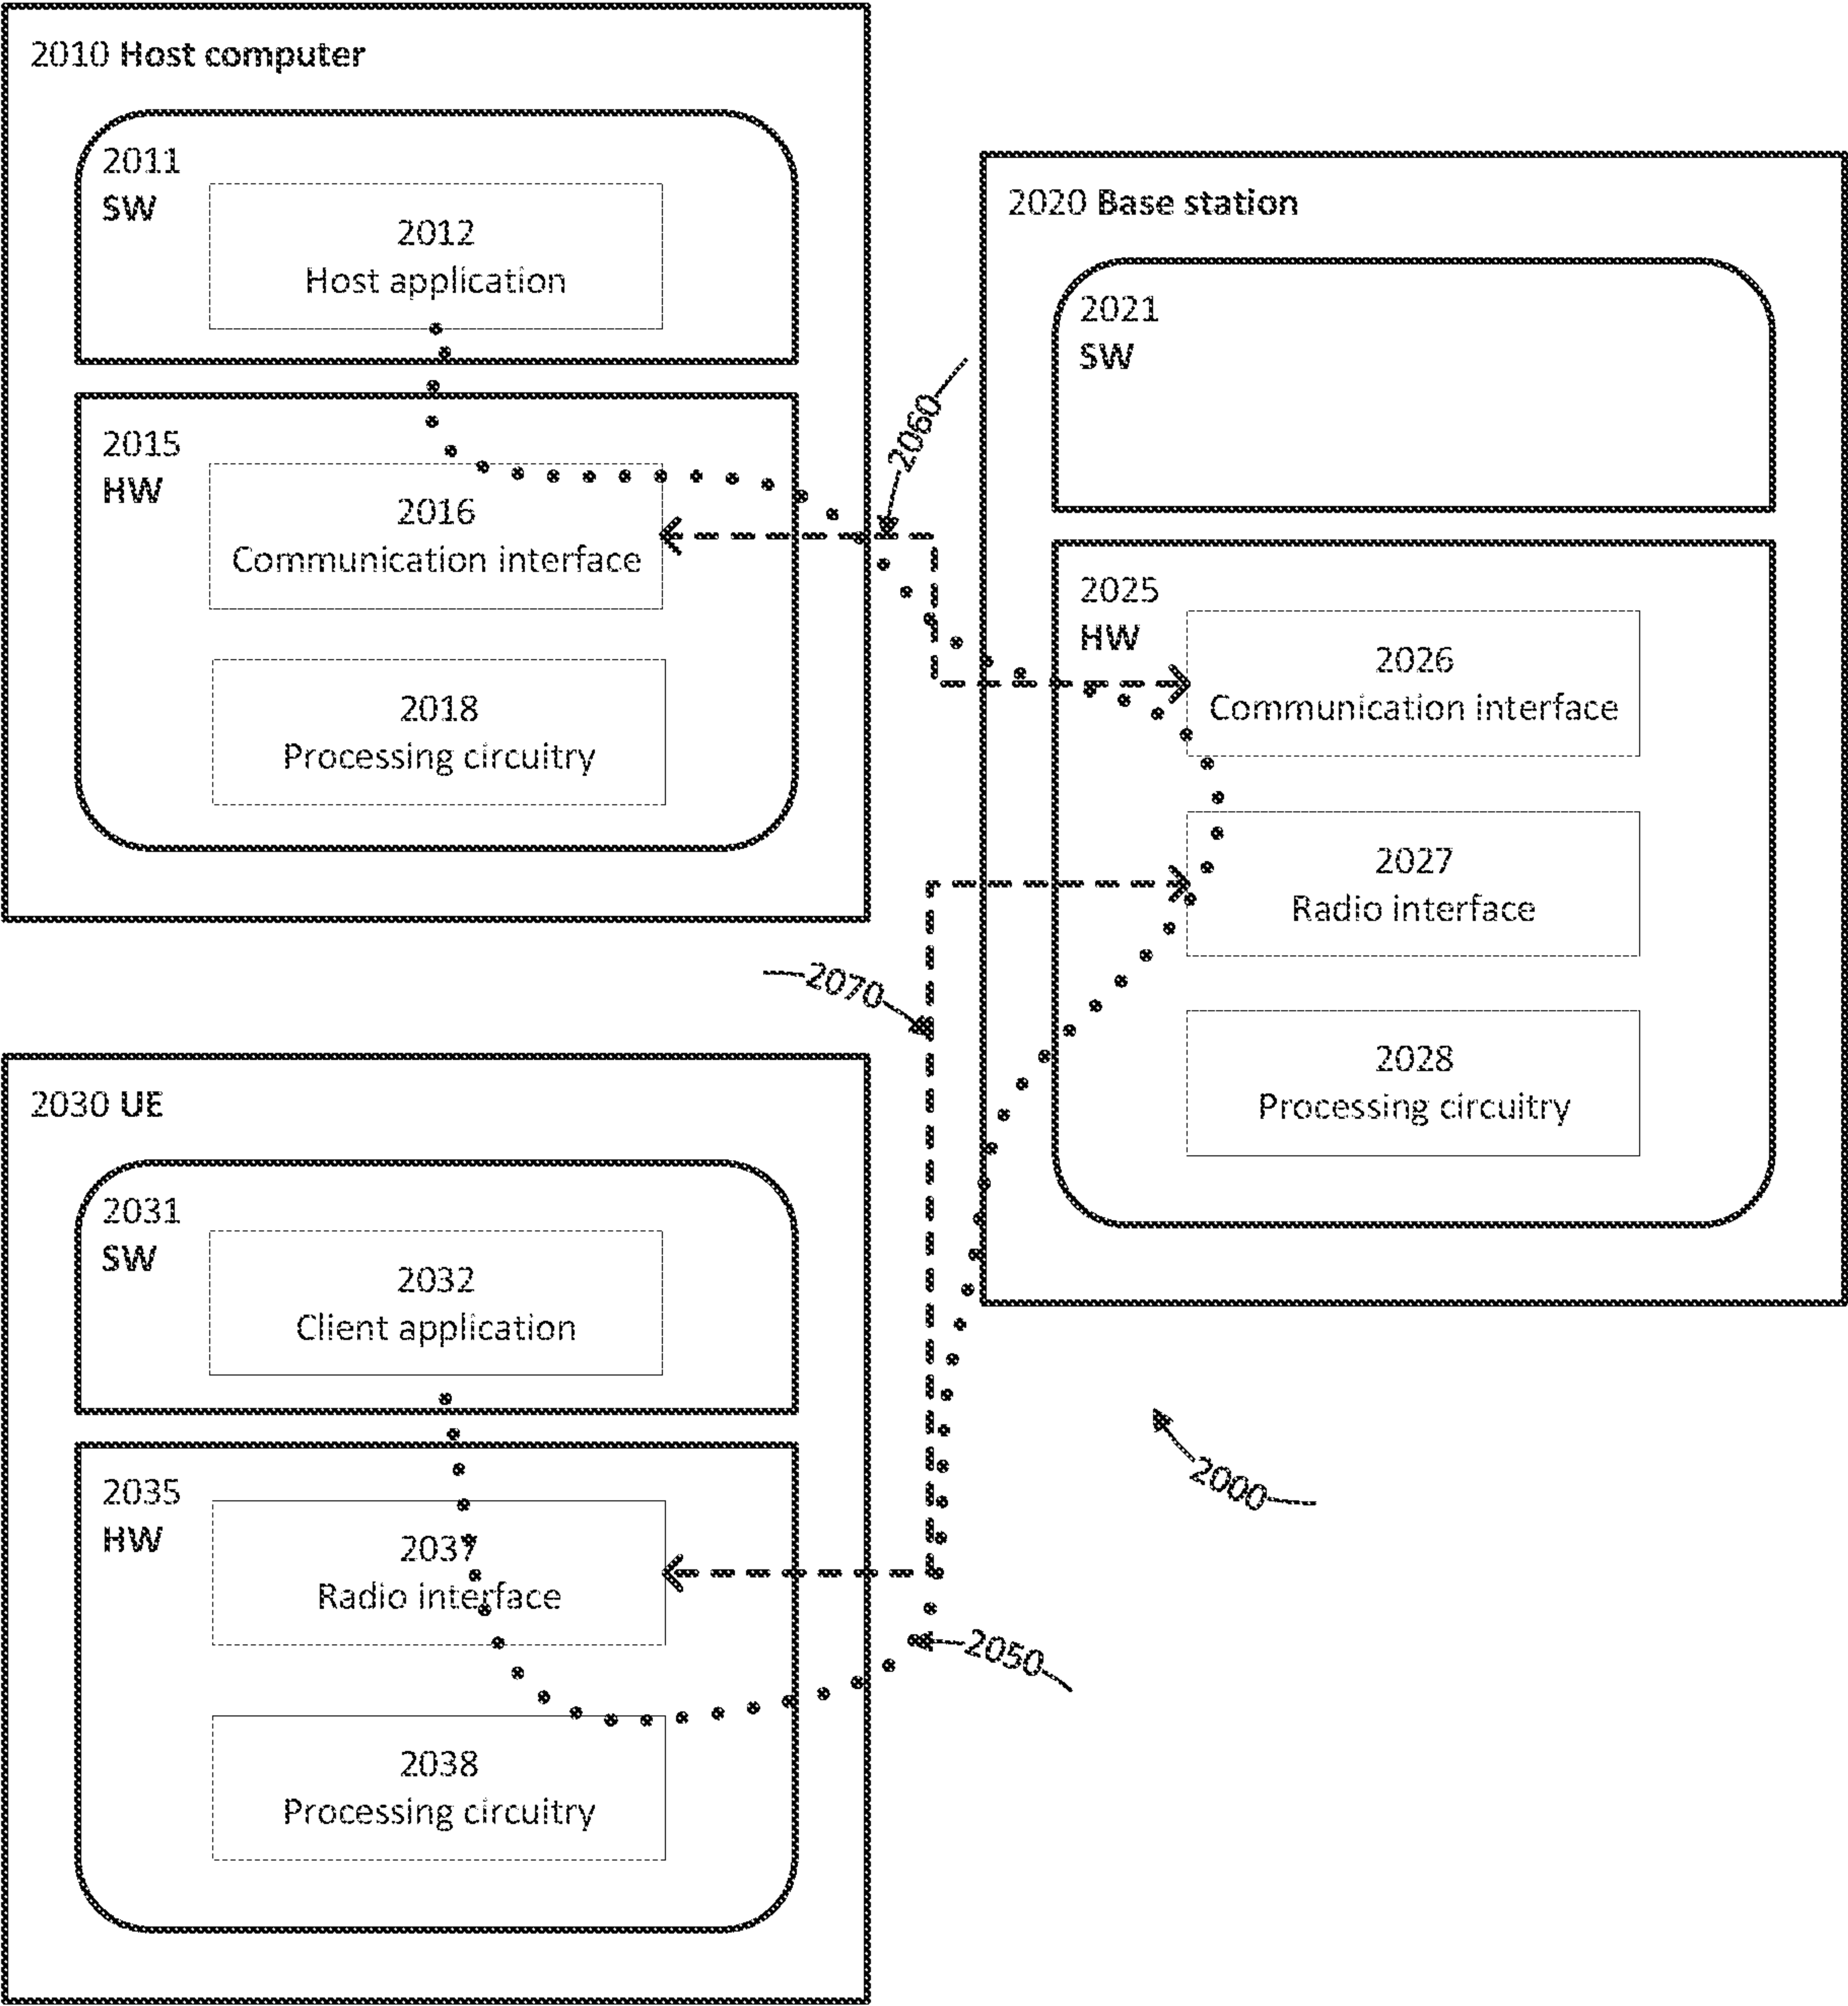 2010 Host computer
2011
SW
2012
Host application
2015
HW
2016
Communication interface
2018
Processing circuitry
2060
2020 Base station
2021
SW
2025
HW
2026
Communication interface
2027
Radio interface
2028
Processing circuitry
2070
2030 UE
2031
SW
2032
Client application
2035
HW
2037
Radio interface
2038
Processing circuitry
2050
2000